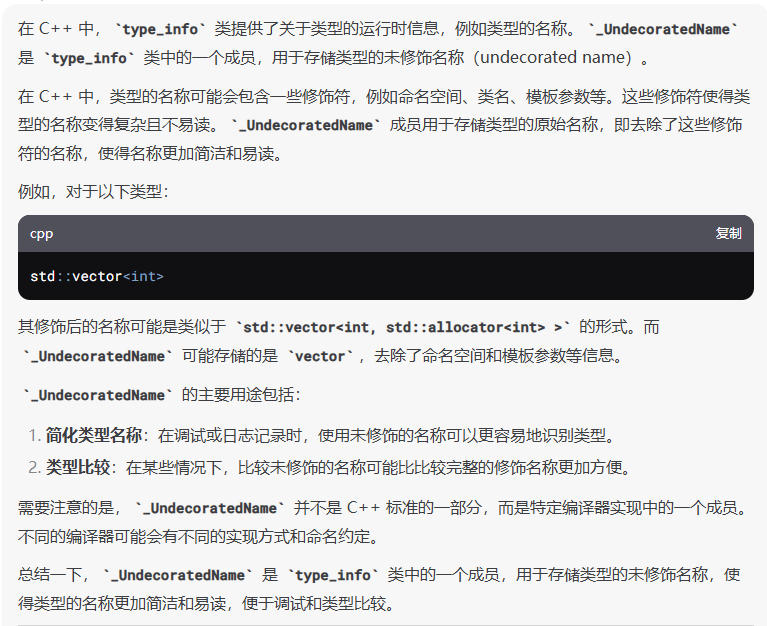 在 C++ 中，`type_info` 类提供了关于类型的运行时信息，例如类型的名称。`_UndecoratedName`
是 `type_info` 类中的一个成员，用于存储类型的未修饰名称（undecorated name）。
在 C++ 中，类型的名称可能会包含一些修饰符，例如命名空间、类名、模板参数等。这些修饰符使得类
型的名称变得复杂且不易读。`_UndecoratedName` 成员用于存储类型的原始名称，即去除了这些修饰
符的名称，使得名称更加简洁和易读。
例如，对于以下类型：
cpp 复制
std::vector<int>
其修饰后的名称可能是类似于 `std::vector<int, std::allocator<int> >` 的形式。而
`_UndecoratedName` 可能存储的是 `vector`，去除了命名空间和模板参数等信息。
`_UndecoratedName` 的主要用途包括：
1. 简化类型名称：在调试或日志记录时，使用未修饰的名称可以更容易地识别类型。
2. 类型比较：在某些情况下，比较未修饰的名称可能比比较完整的修饰名称更加方便。
需要注意的是，`_UndecoratedName` 并不是 C++ 标准的一部分，而是特定编译器实现中的一个成员。
不同的编译器可能会有不同的实现方式和命名约定。
总结一下，`_UndecoratedName` 是 `type_info` 类中的一个成员，用于存储类型的未修饰名称，使
得类型的名称更加简洁和易读，便于调试和类型比较。